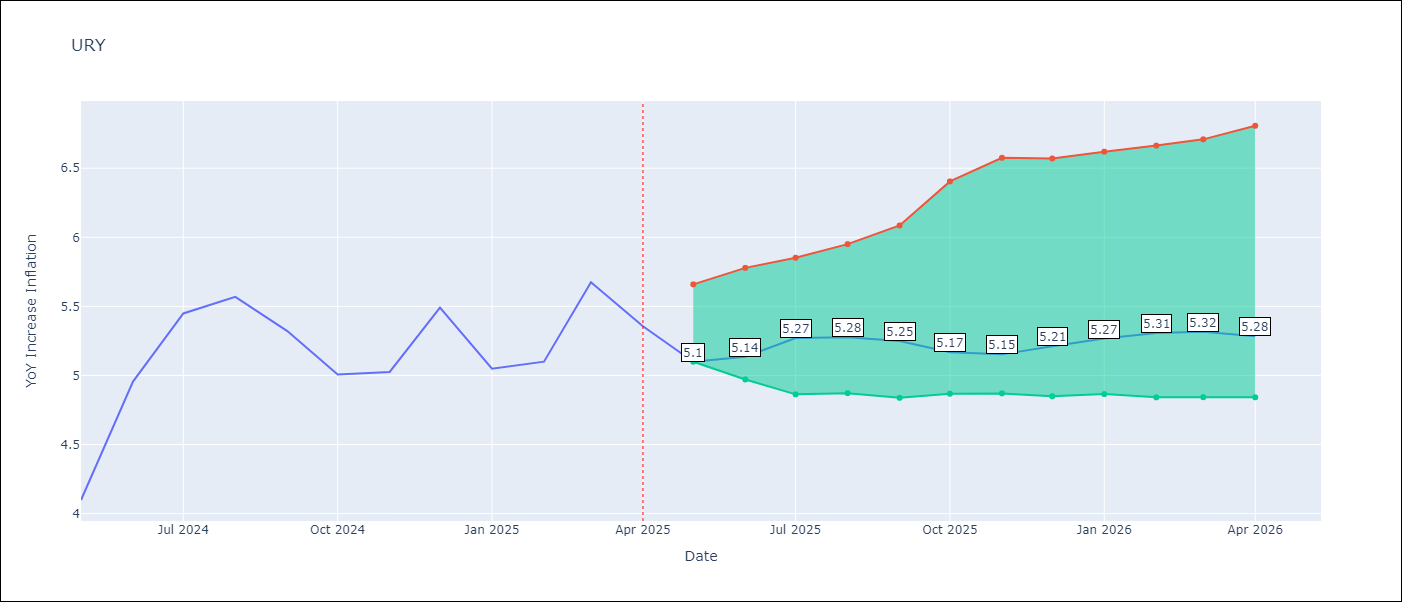 URY
YoY Increase Inflation
6.5
6
5.5
5
4.5
4
5.1
5.14
5.27
5.28
5.25
5.17
5.15
5.21
5.27
5.31
5.32
5.28
Jul 2024
Oct 2024
Jan 2025
Apr 2025
Jul 2025
Oct 2025
Jan 2026
Apr 2026
Date